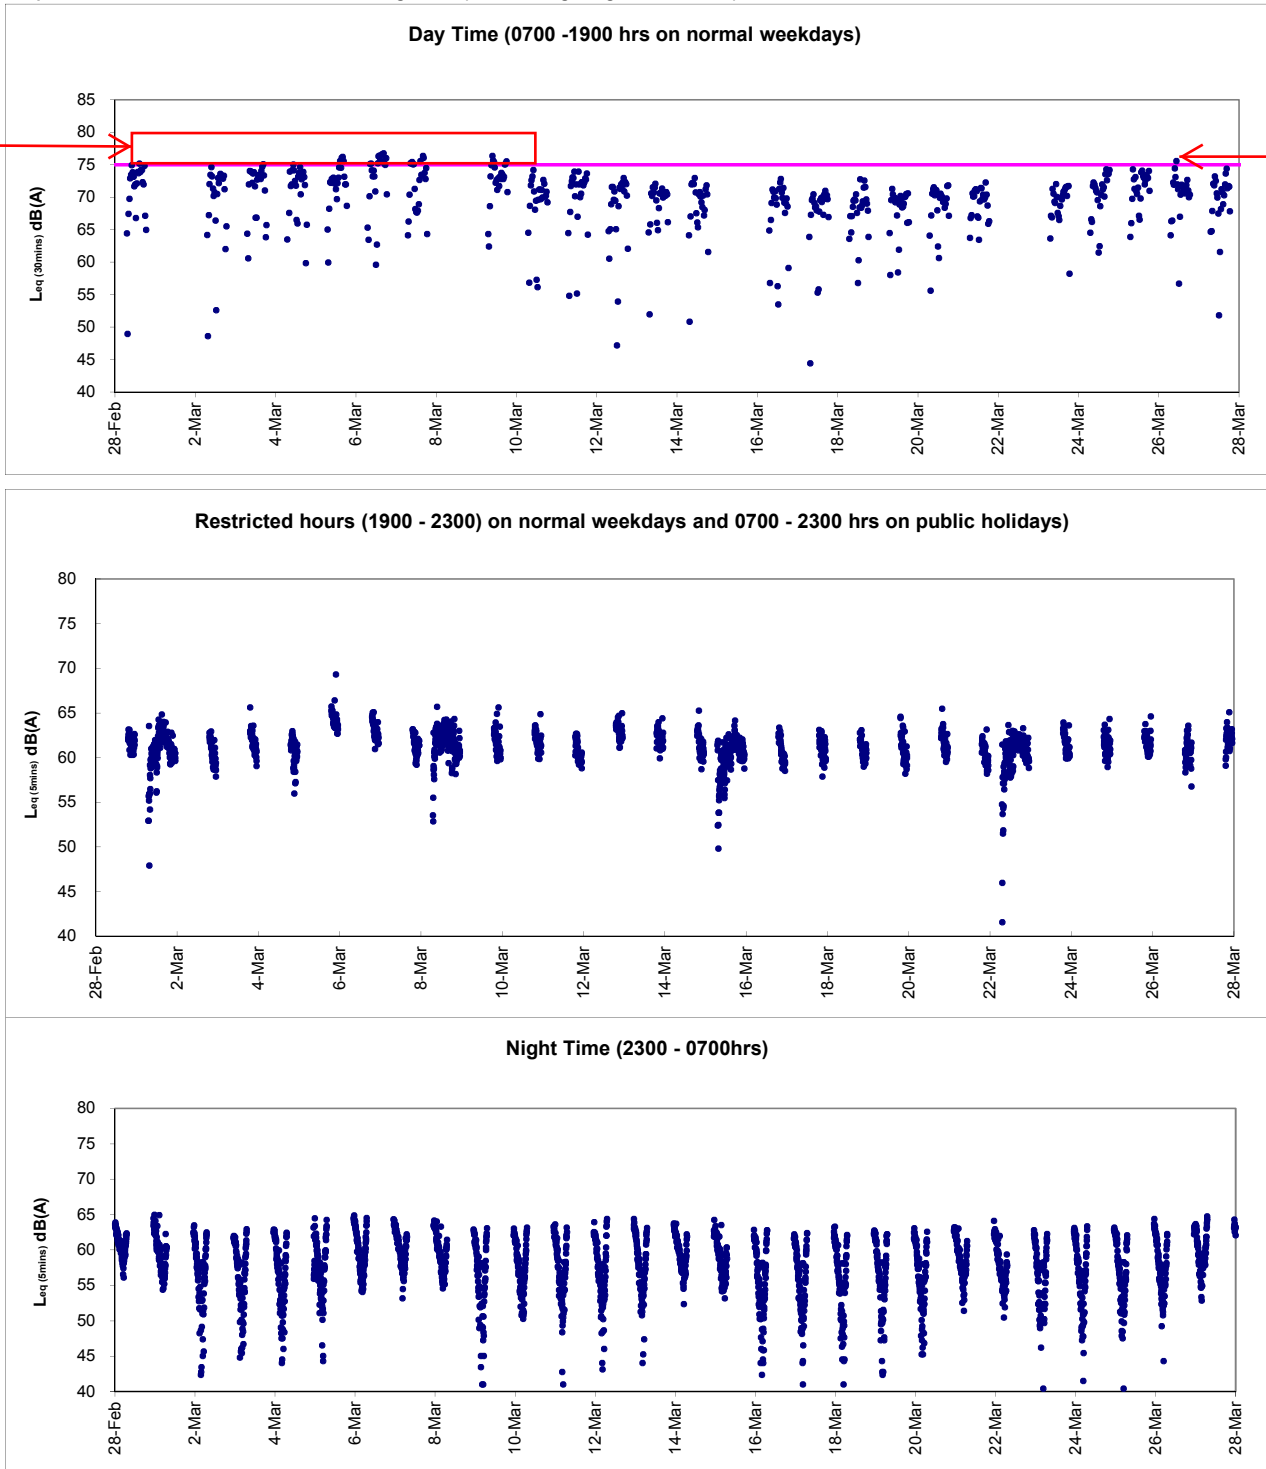 Day Time (0700 -1900 hrs on normal weekdays)
85
80
75
70
65
60
55
50
45
40
Leq (30mins) dB(A)
28-Feb
2-Mar
4-Mar
6-Mar
8-Mar
10-Mar
12-Mar
14-Mar
16-Mar
18-Mar
20-Mar
22-Mar
24-Mar
26-Mar
28-Mar
Restricted hours (1900 - 2300) on normal weekdays and 0700 - 2300 hrs on public holidays)
80
75
70
65
60
55
50
45
40
Leq (5mins) dB(A)
28-Feb
2-Mar
4-Mar
6-Mar
8-Mar
10-Mar
12-Mar
14-Mar
16-Mar
18-Mar
20-Mar
22-Mar
24-Mar
26-Mar
28-Mar
Night Time (2300 - 0700hrs)
80
75
70
65
60
55
50
45
40
Leq (5mins) dB(A)
28-Feb
2-Mar
4-Mar
6-Mar
8-Mar
10-Mar
12-Mar
14-Mar
16-Mar
18-Mar
20-Mar
22-Mar
24-Mar
26-Mar
28-Mar